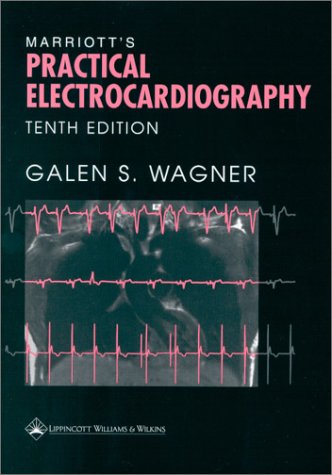 MARRIOTT'S
PRACTICAL
ELECTROCARDIOGRAPHY
TENTH EDITION
GALEN S. WAGNER
LIPPINCOTT WILLIAMS & WILKINS